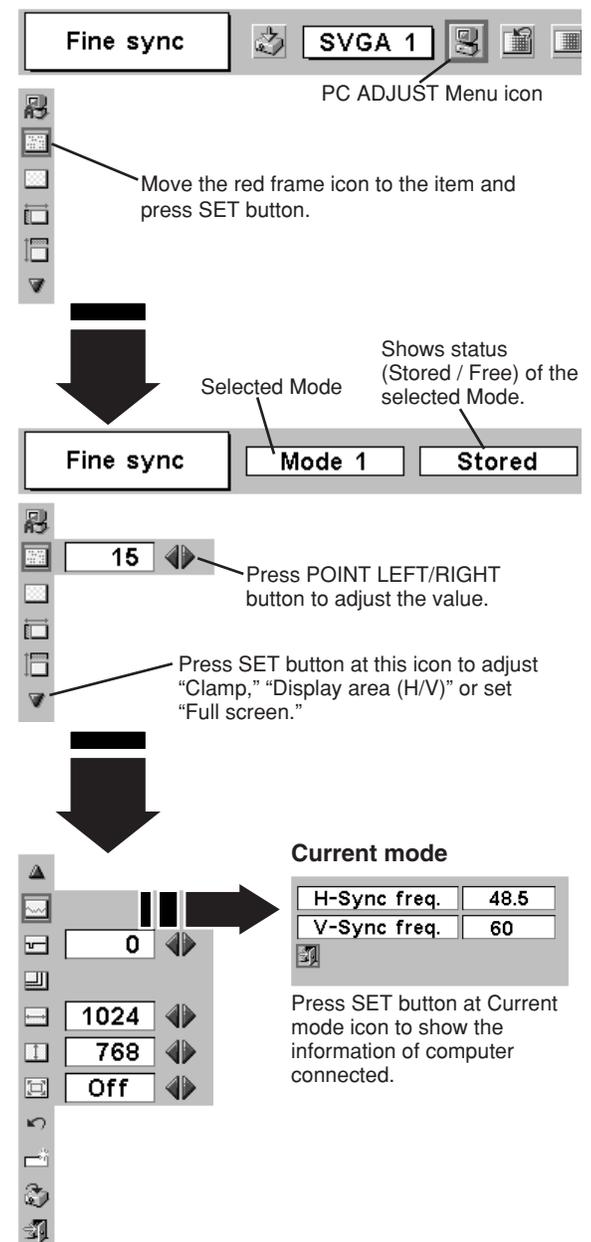 Fine sync
SVGA 1
PC ADJUST Menu icon
Move the red frame icon to the item and
press SET button.
Selected Mode
Shows status
(Stored / Free) of the
selected Mode.
Fine sync
Mode 1
Stored
15
Press POINT LEFT/RIGHT
button to adjust the value.
Press SET button at this icon to adjust
“Clamp,” “Display area (H/V)” or set
“Full screen.”
Current mode
H-Sync freq. 48.5
V-Sync freq. 60
Press SET button at Current
mode icon to show the
information of computer
connected.
0
1024
768
Off